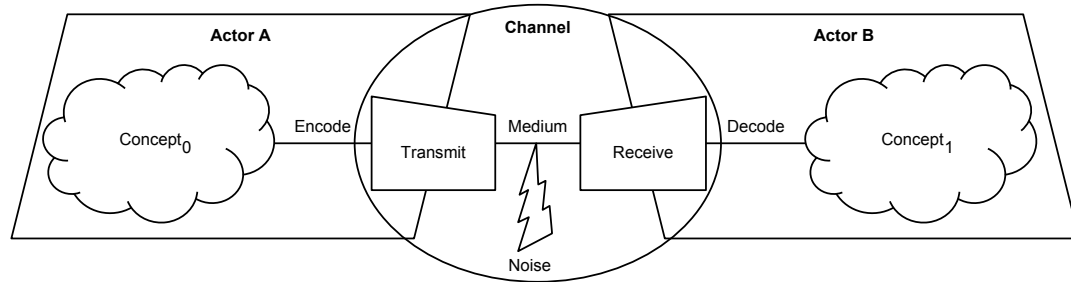 Actor A
Channel
Actor B
Concept₀
Encode
Transmit
Medium
Receive
Decode
Concept₁
Noise